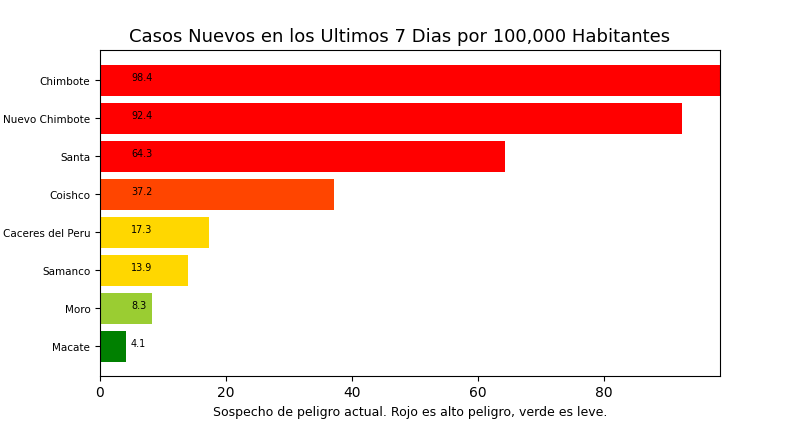 Casos Nuevos en los Ultimos 7 Dias por 100,000 Habitantes
Chimbote 98.4
Nuevo Chimbote 92.4
Santa 64.3
Coishco 37.2
Caceres del Peru 17.3
Samanco 13.9
Moro 8.3
Macate 4.1
0 20 40 60 80
Sospecho de peligro actual. Rojo es alto peligro, verde es leve.